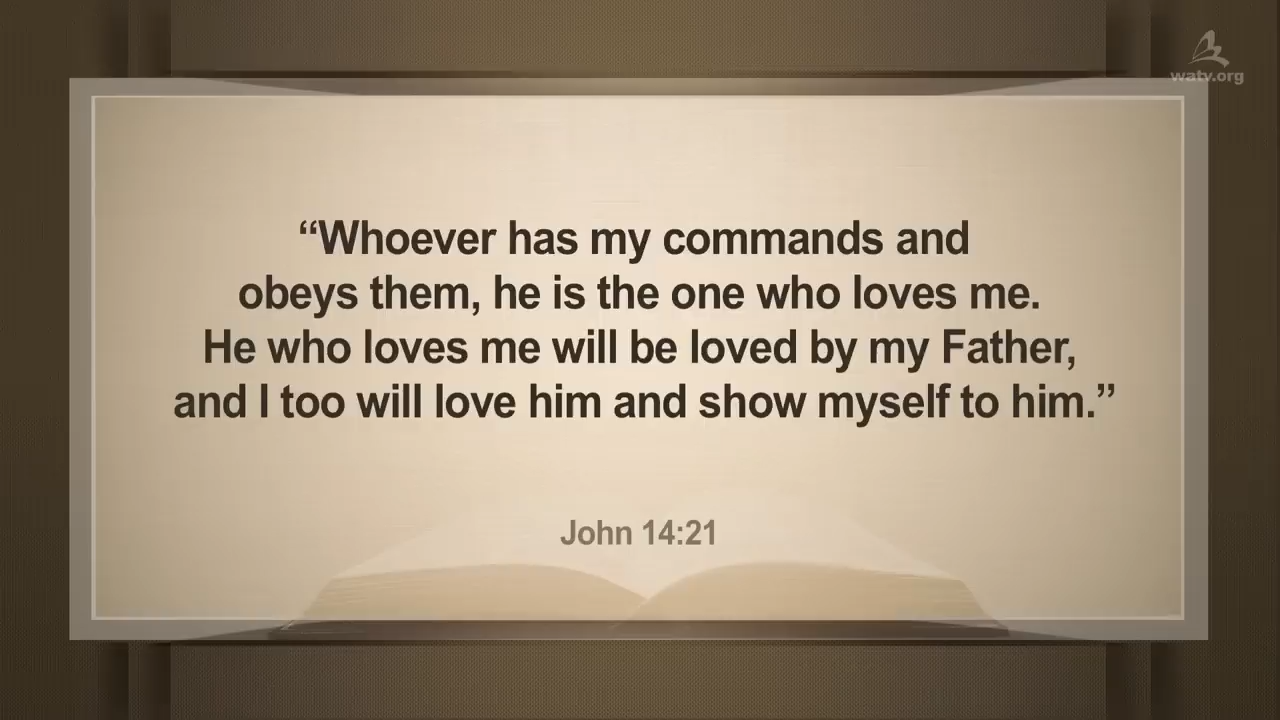 watv.org
“Whoever has my commands and
obeys them, he is the one who loves me.
He who loves me will be loved by my Father,
and I too will love him and show myself to him.”
John 14:21